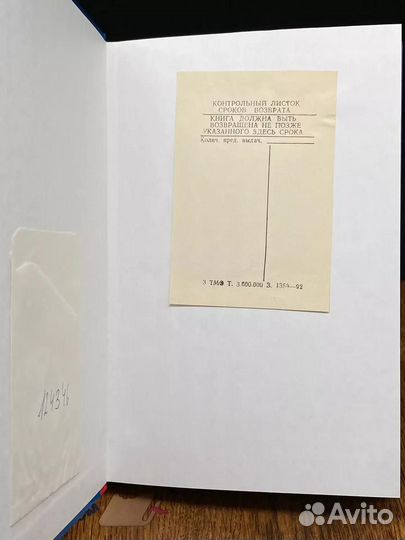 КОНТРОЛЬНЫЙ ЛИСТОК
СРОКОВ ВОЗВРАТА
КНИГА ДОЛЖНА БЫТЬ
ВОЗВРАЩЕНА НЕ ПОЗЖЕ
УКАЗАННОГО ЗДЕСЬ СРОКА
Колич. пред. выдач.
3 ТМФ Т. 3.600.000 З. 1354—92
124346
Avito